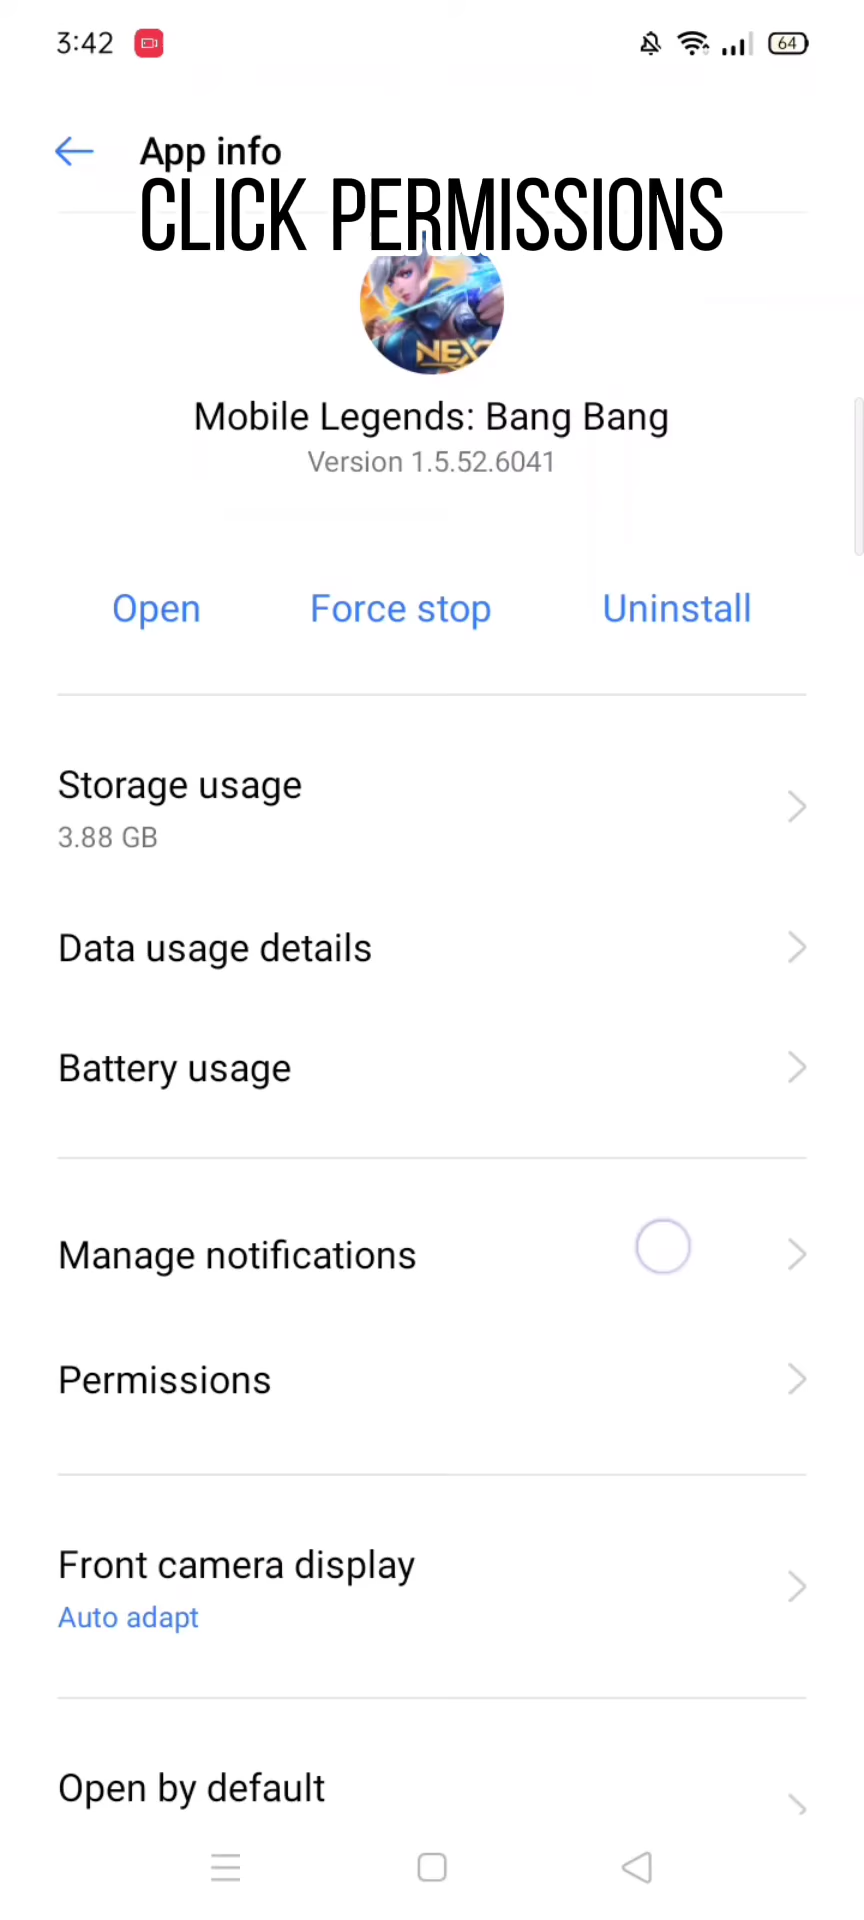 3:42
64
App info
CLICK PERMISSIONS
NEXT
Mobile Legends: Bang Bang
Version 1.5.52.6041
Open Force stop Uninstall
Storage usage
3.88 GB
Data usage details
Battery usage
Manage notifications
Permissions
Front camera display
Auto adapt
Open by default